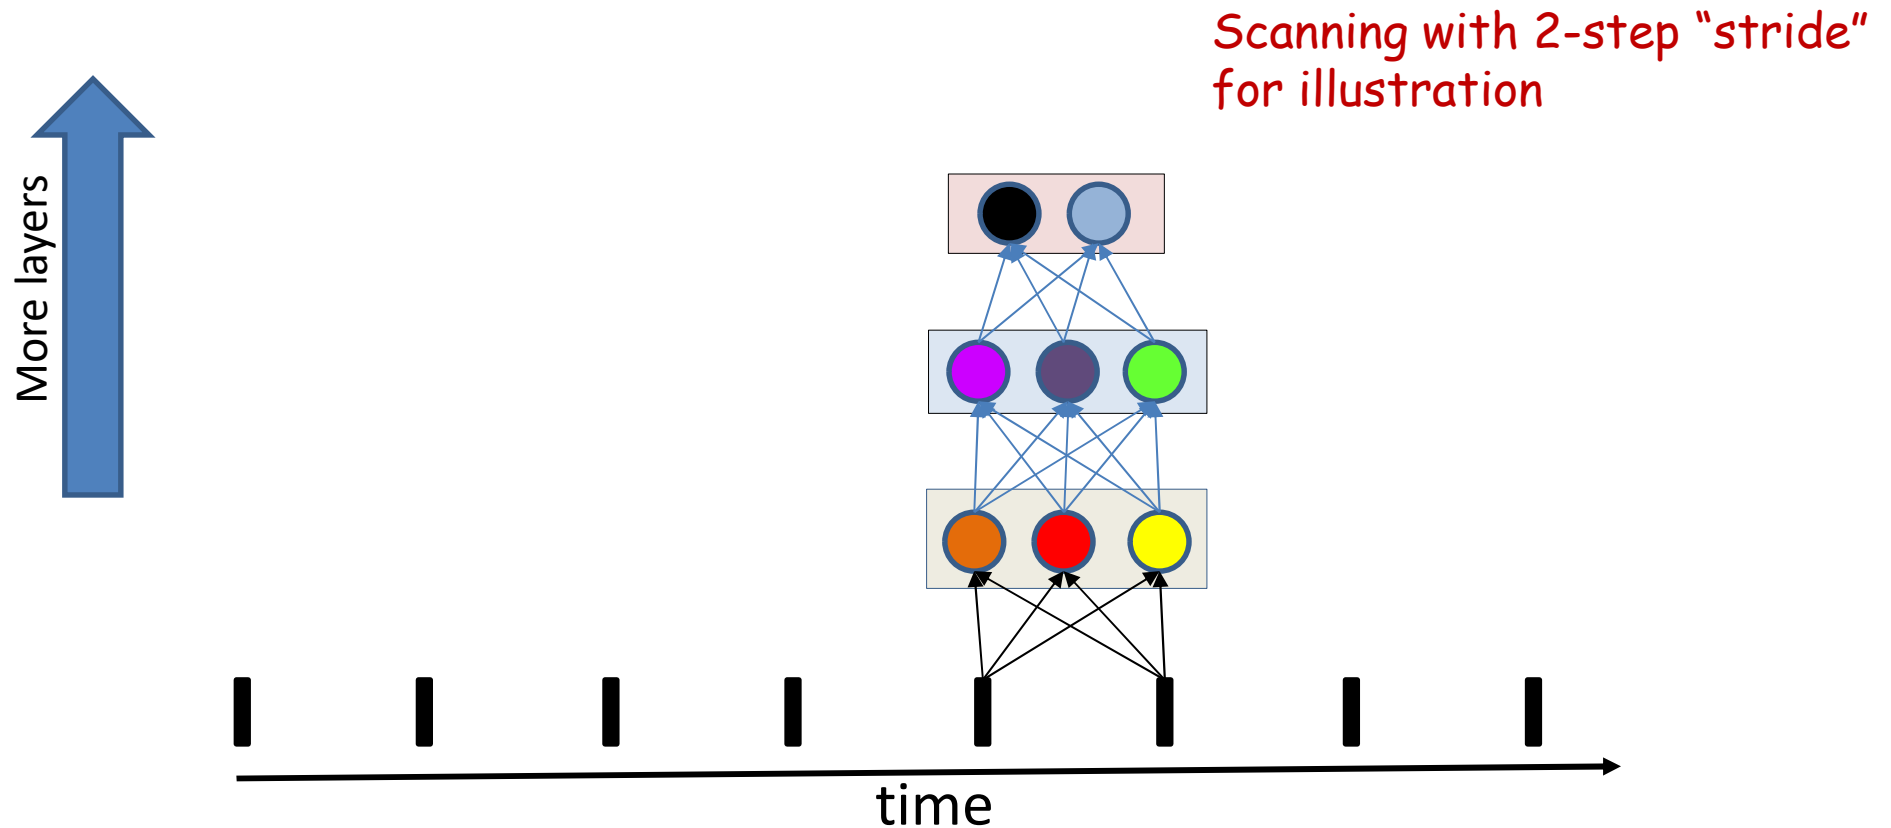 Scanning with 2-step “stride”
for illustration
More layers
time